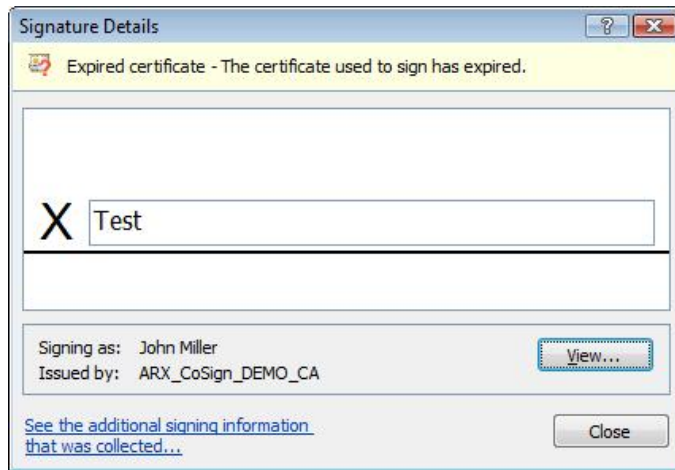 Signature Details
Expired certificate - The certificate used to sign has expired.
X Test
Signing as: John Miller
View...
Issued by: ARX_CoSign_DEMO_CA
See the additional signing information
that was collected...
Close